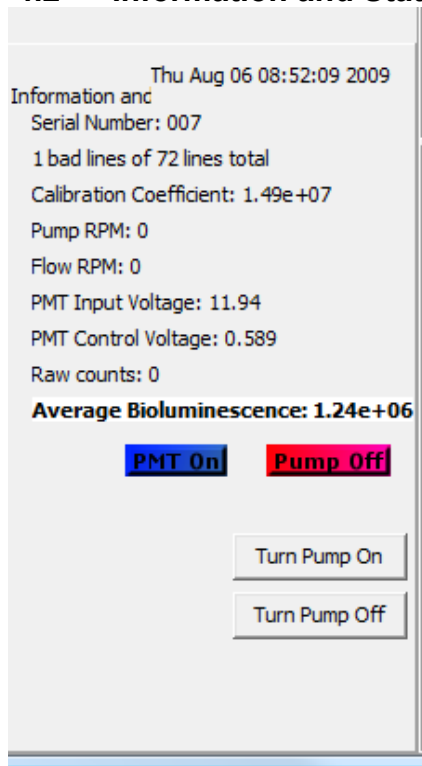 Thu Aug 06 08:52:09 2009
Information and
Serial Number: 007
1 bad lines of 72 lines total
Calibration Coefficient: 1.49e+07
Pump RPM: 0
Flow RPM: 0
PMT Input Voltage: 11.94
PMT Control Voltage: 0.589
Raw counts: 0
Average Bioluminescence: 1.24e+06
PMT On Pump Off
Turn Pump On
Turn Pump Off